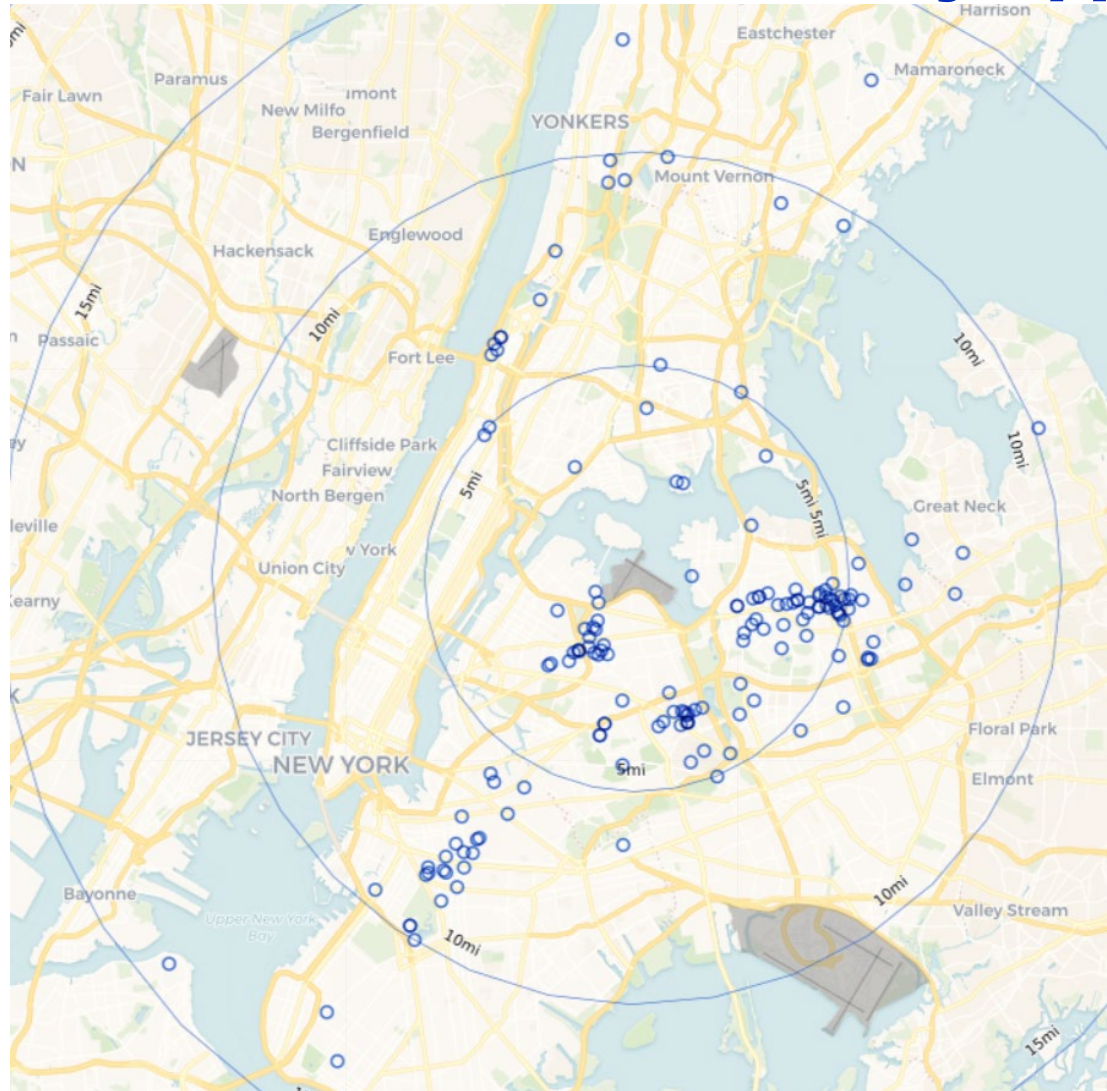 Harrison
Eastchester
Mamaroneck
Paramus
Fair Lawn
New Milfo
Bergenfield
YONKERS
Mount Vernon
Englewood
Hackensack
15mi
10mi
10mi
Passaic
Fort Lee
10mi
Cliffside Park
5mi
Fairview
North Bergen
5mi 5mi
Great Neck
leville
v York
Union City
earny
Floral Park
JERSEY CITY
NEW YORK
5mi
Elmont
Bayonne
10mi
Valley Stream
Upper New York
Bay
10mi
15mi